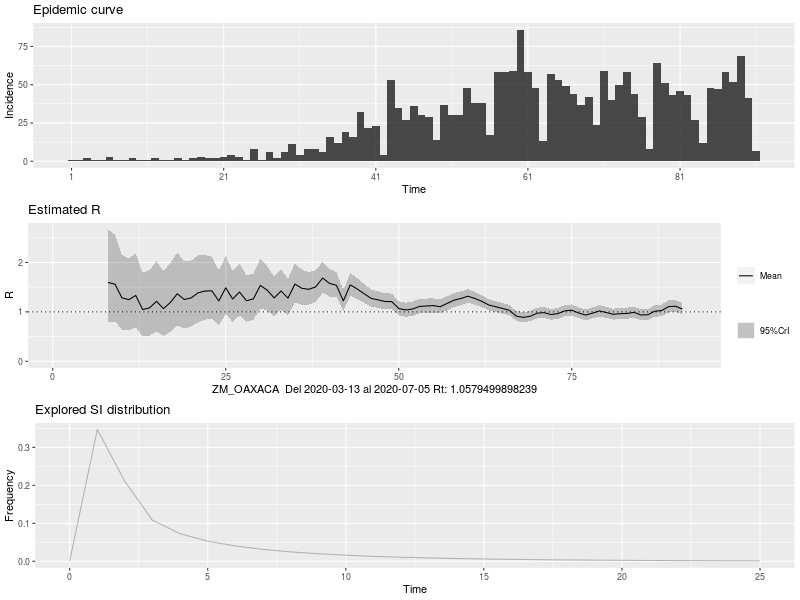 Epidemic curve
75
50
25
0
Incidence
1
21
41
61
81
Time
Estimated R
2
1
0
R
Mean
95%CrI
0
25
50
75
ZM_OAXACA Del 2020-03-13 al 2020-07-05 Rt: 1.0579499898239
Explored SI distribution
0.3
0.2
0.1
0.0
Frequency
0
5
10
15
20
25
Time